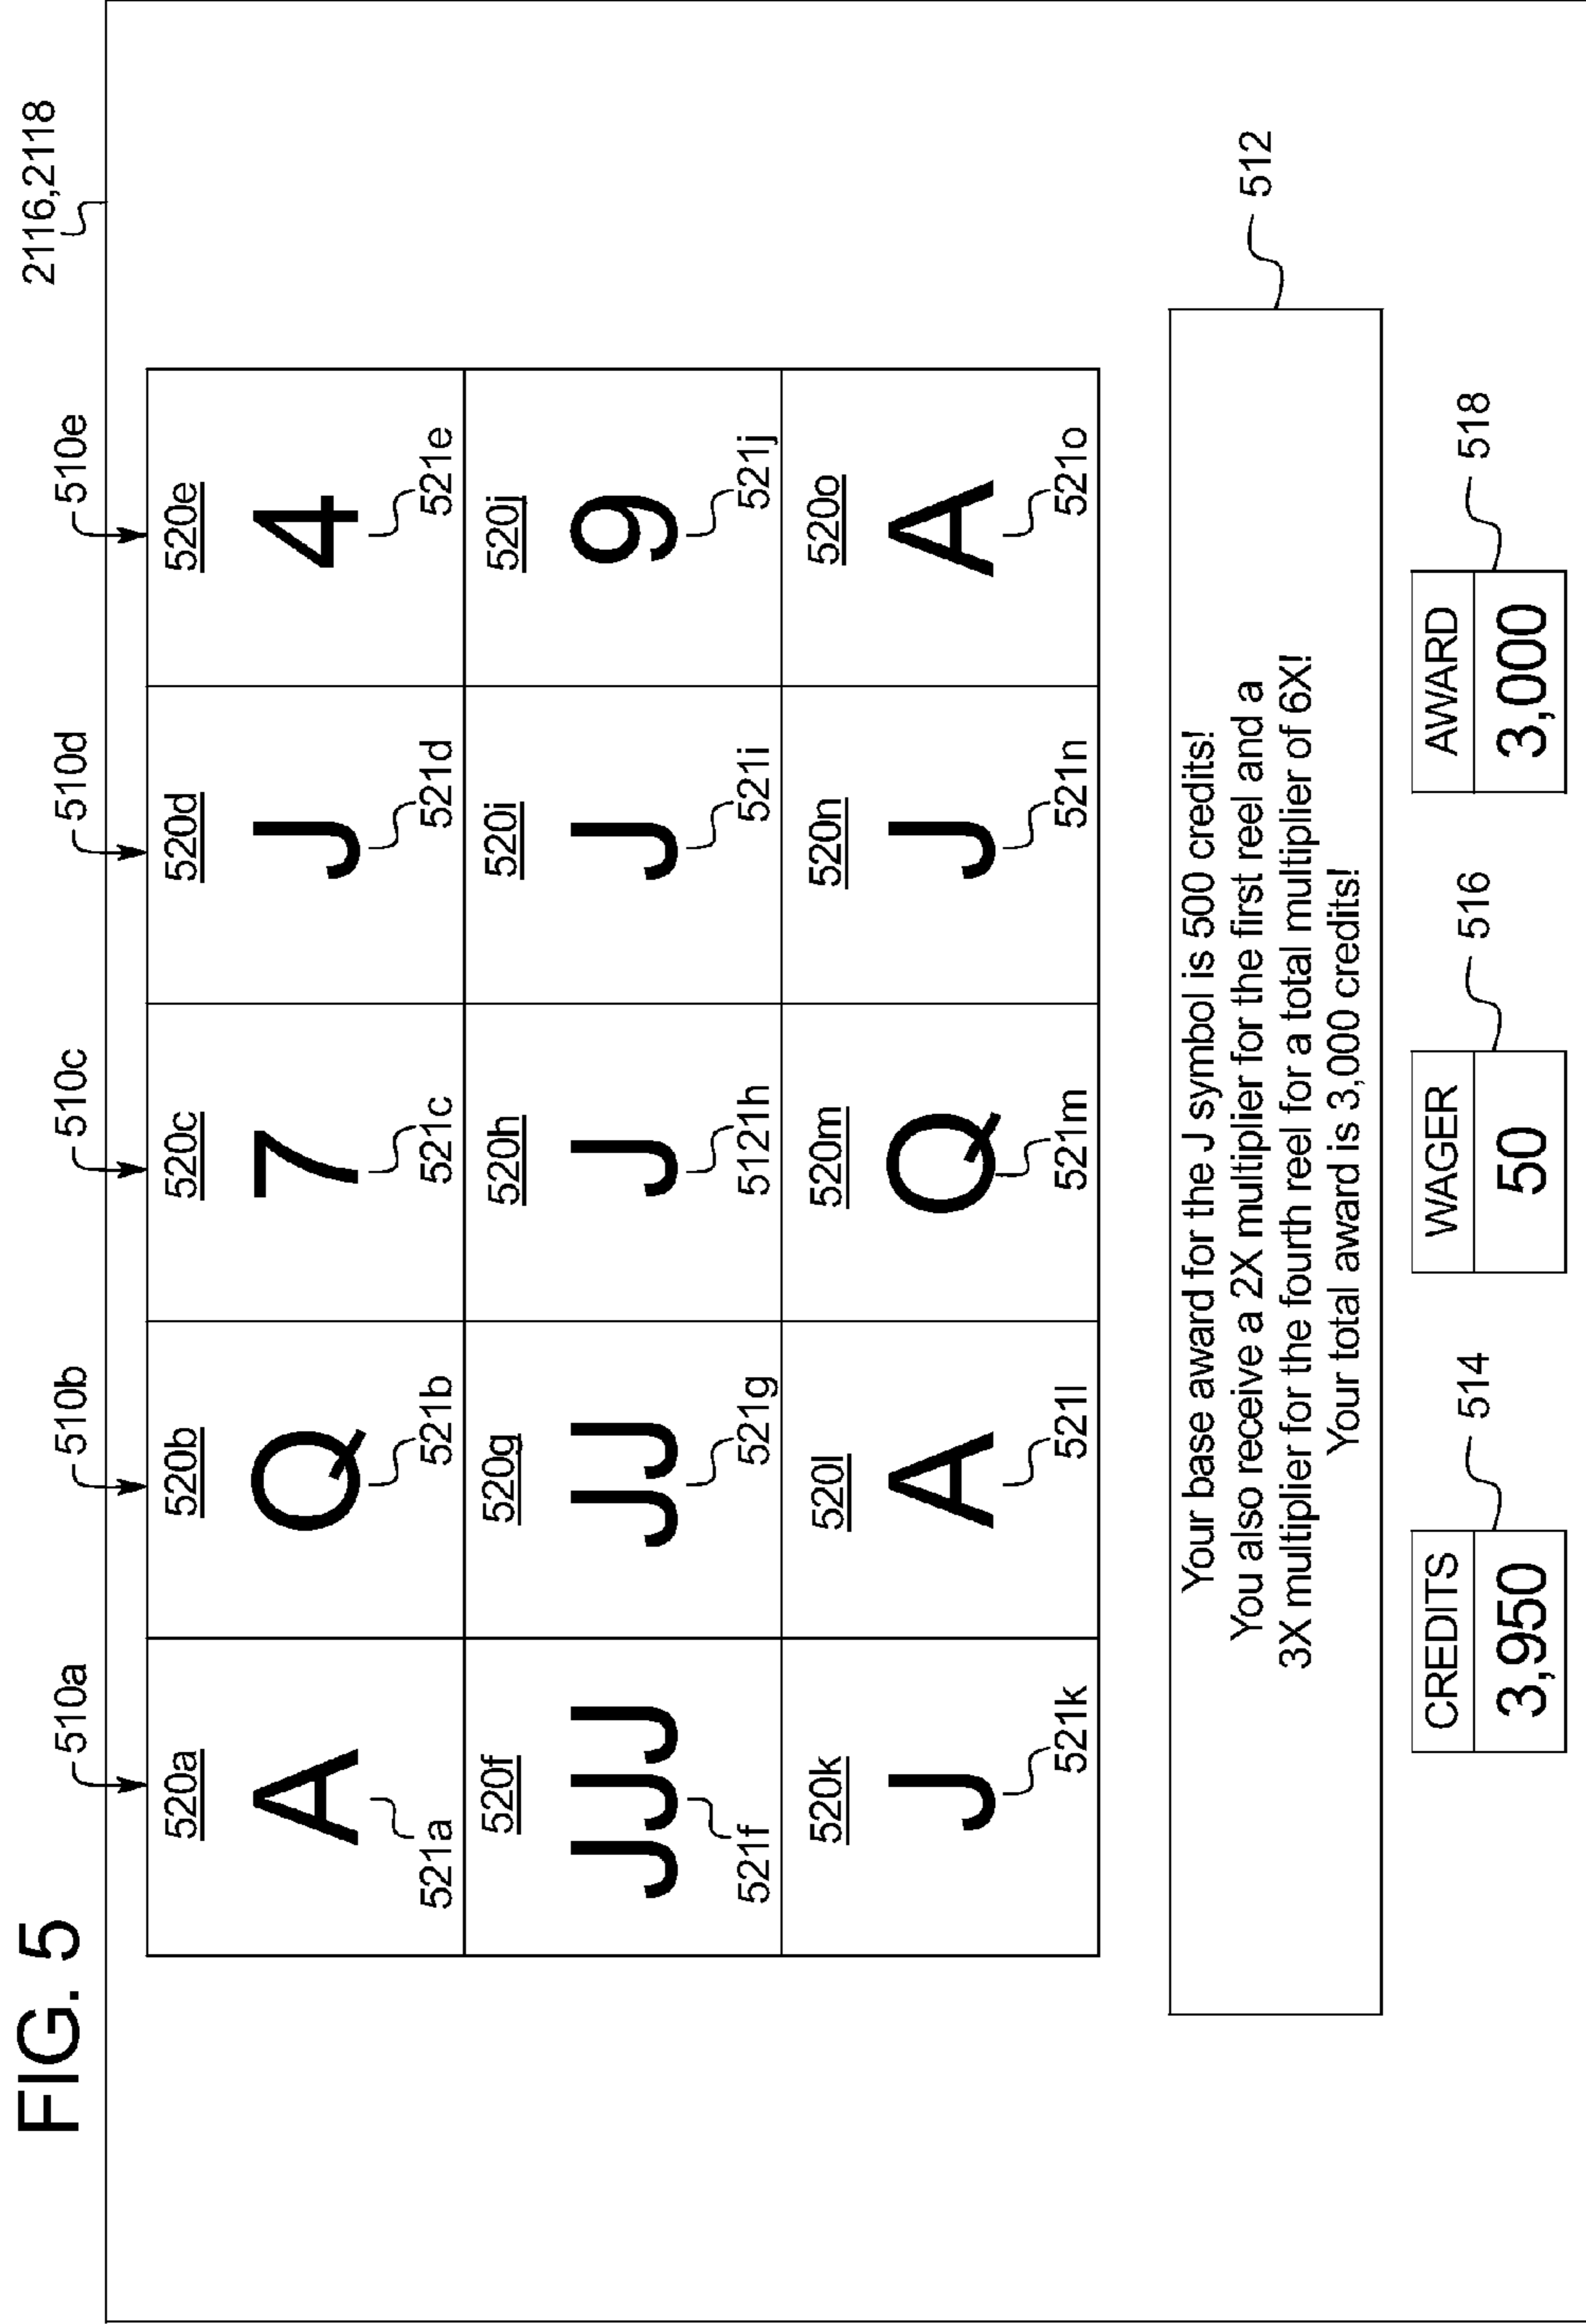 FIG. 5
2116,2118
510a 510b 510c 510d 510e
520a 520b 520c 520d 520e
A Q 7 J 4
521a 521b 521c 521d 521e
520f 520g 520h 520i 520j
JJJ JJ J J 9
521f 521g 5121h 521i 521j
520k 520l 520m 520n 520o
J A Q J A
521k 521l 521m 521n 521o
Your base award for the J symbol is 500 credits!
You also receive a 2X multiplier for the first reel and a
3X multiplier for the fourth reel for a total multiplier of 6X!
Your total award is 3,000 credits!
512
514 516 518
CREDITS WAGER AWARD
3,950 50 3,000